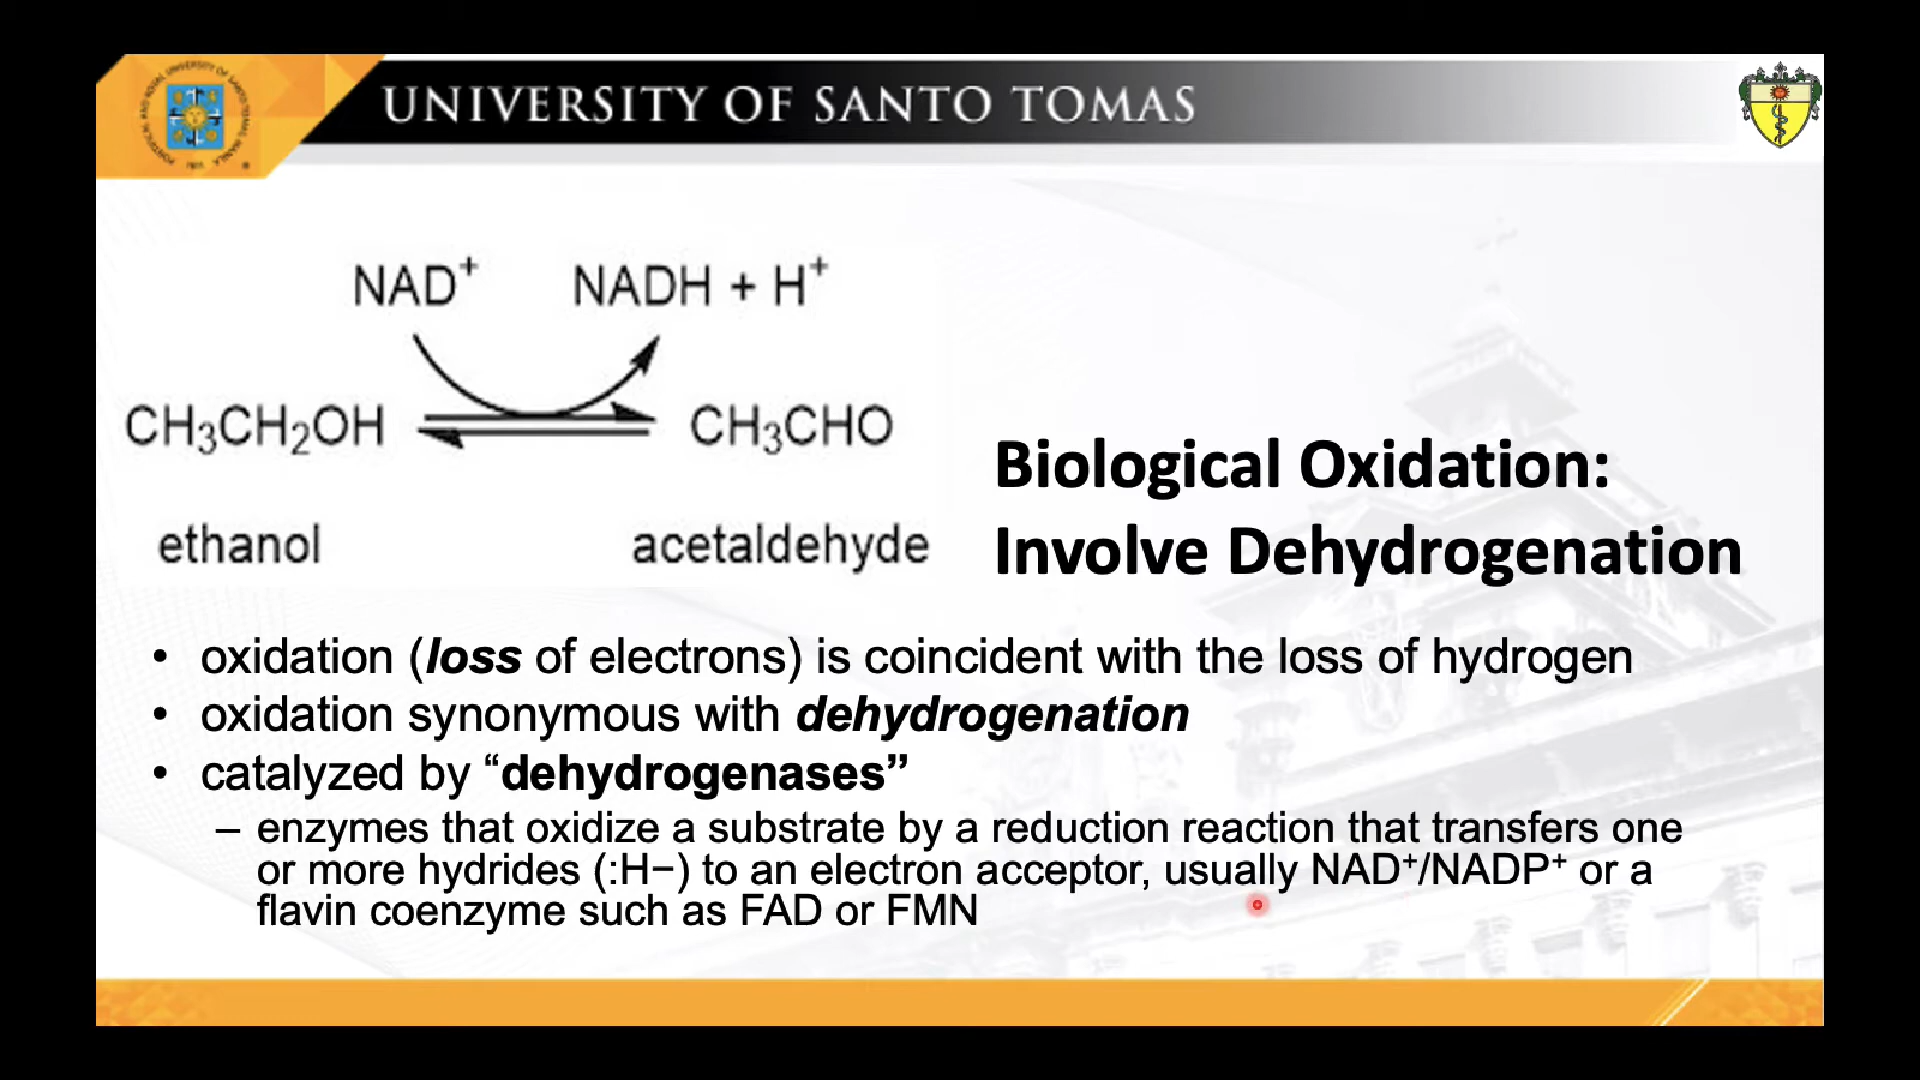 UNIVERSITY OF SANTO TOMAS
NAD⁺ NADH + H⁺
CH₃CH₂OH CH₃CHO
ethanol acetaldehyde
Biological Oxidation:
Involve Dehydrogenation
• oxidation (loss of electrons) is coincident with the loss of hydrogen
• oxidation synonymous with dehydrogenation
• catalyzed by “dehydrogenases”
– enzymes that oxidize a substrate by a reduction reaction that transfers one
or more hydrides (:H−) to an electron acceptor, usually NAD⁺/NADP⁺ or a
flavin coenzyme such as FAD or FMN